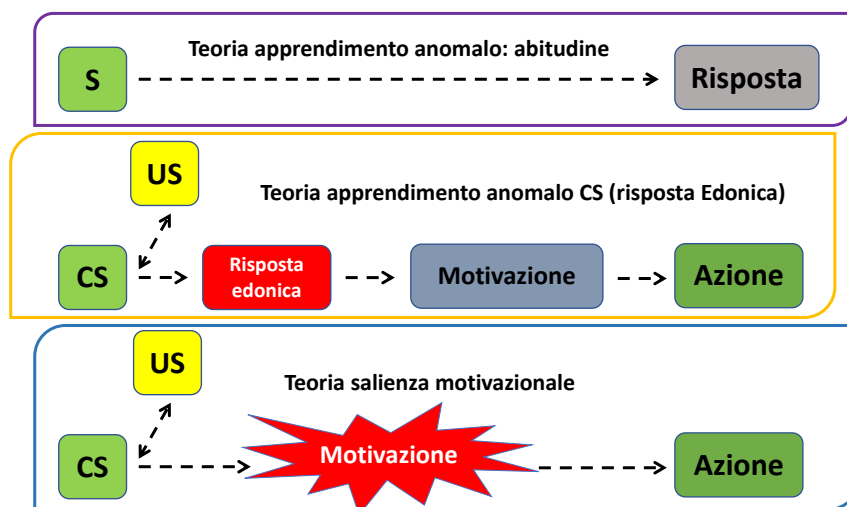 Teoria apprendimento anomalo: abitudine
S
Risposta
US
Teoria apprendimento anomalo CS (risposta Edonica)
CS
Risposta
edonica
Motivazione
Azione
US
Teoria salienza motivazionale
CS
Motivazione
Azione